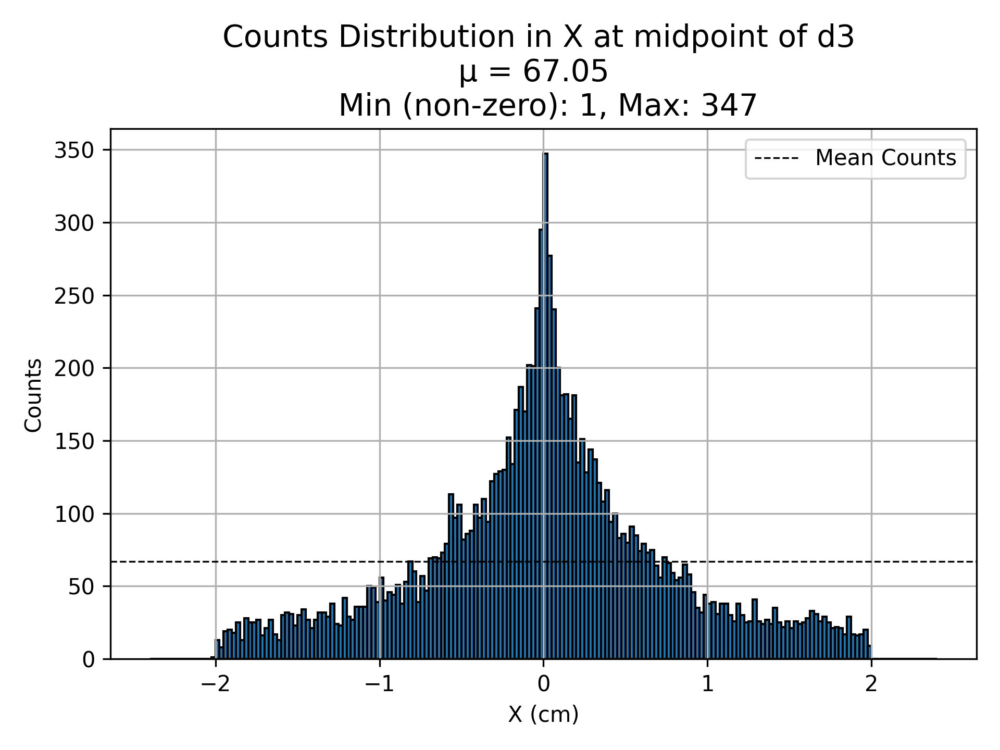 Counts Distribution in X at midpoint of d3
μ = 67.05
Min (non-zero): 1, Max: 347
Mean Counts
350
300
250
200
150
100
50
0
Counts
−2 −1 0 1 2
X (cm)